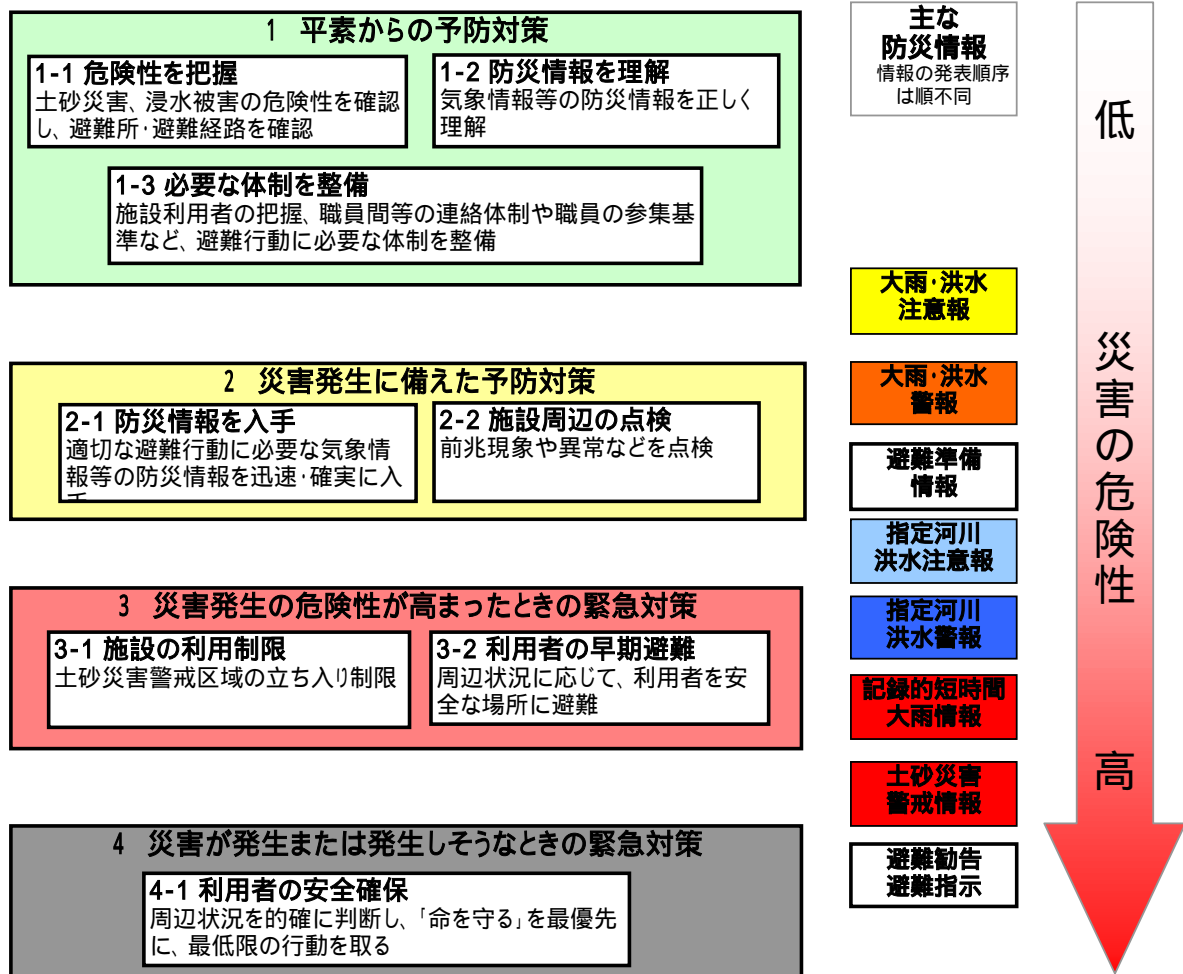 1 平素からの予防対策
1-1 危険性を把握
土砂災害、浸水被害の危険性を確認
し、避難所・避難経路を確認
1-2 防災情報を理解
気象情報等の防災情報を正しく
理解
1-3 必要な体制を整備
施設利用者の把握、職員間等の連絡体制や職員の参集基
準など、避難行動に必要な体制を整備
2 災害発生に備えた予防対策
2-1 防災情報を入手
適切な避難行動に必要な気象情
報等の防災情報を迅速・確実に入
手
2-2 施設周辺の点検
前兆現象や異常などを点検
3 災害発生の危険性が高まったときの緊急対策
3-1 施設の利用制限
土砂災害警戒区域の立ち入り制限
3-2 利用者の早期避難
周辺状況に応じて、利用者を安
全な場所に避難
4 災害が発生または発生しそうなときの緊急対策
4-1 利用者の安全確保
周辺状況を的確に判断し、「命を守る」を最優先
に、最低限の行動を取る
主な
防災情報
情報の発表順序
は順不同
大雨・洪水
注意報
大雨・洪水
警報
避難準備
情報
指定河川
洪水注意報
指定河川
洪水警報
記録的短時間
大雨情報
土砂災害
警戒情報
避難勧告
避難指示
低
災害の危険性
高